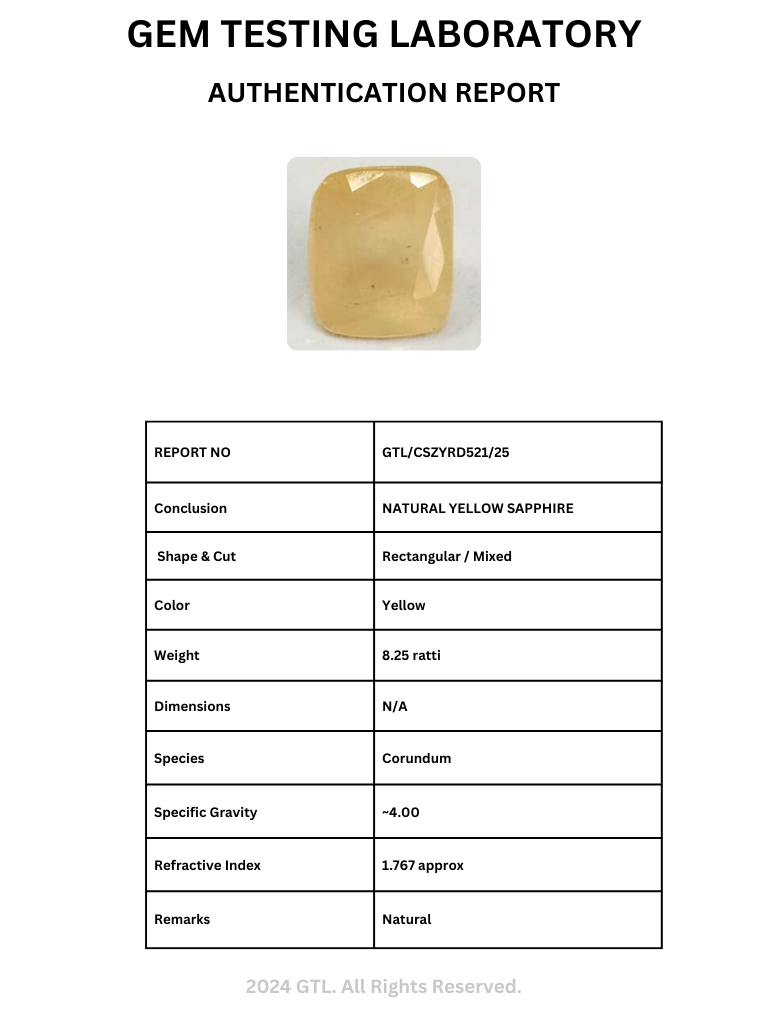 GEM TESTING LABORATORY
AUTHENTICATION REPORT
REPORT NO GTL/CSZYRD521/25
Conclusion NATURAL YELLOW SAPPHIRE
Shape & Cut Rectangular / Mixed
Color Yellow
Weight 8.25 ratti
Dimensions N/A
Species Corundum
Specific Gravity ~4.00
Refractive Index 1.767 approx
Remarks Natural
2024 GTL. All Rights Reserved.